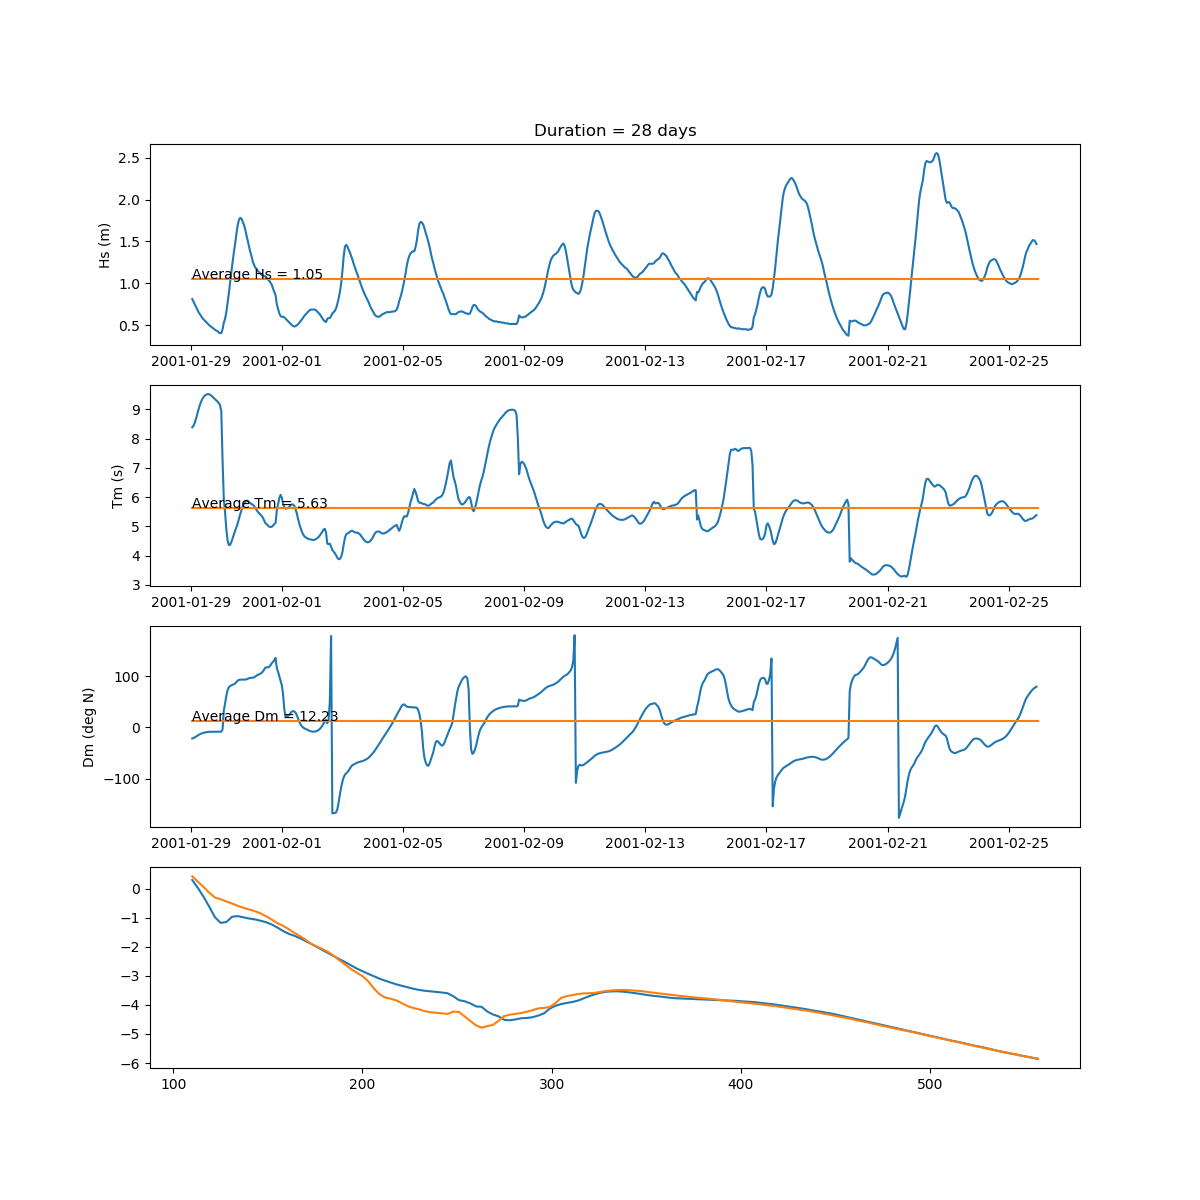 Duration = 28 days
Hs (m)
2.5
2.0
1.5
1.0
0.5
Average Hs = 1.05
2001-01-29 2001-02-01 2001-02-05 2001-02-09 2001-02-13 2001-02-17 2001-02-21 2001-02-25
Tm (s)
9
8
7
6
5
4
3
Average Tm = 5.63
2001-01-29 2001-02-01 2001-02-05 2001-02-09 2001-02-13 2001-02-17 2001-02-21 2001-02-25
Dm (deg N)
100
0
−100
Average Dm = 12.23
2001-01-29 2001-02-01 2001-02-05 2001-02-09 2001-02-13 2001-02-17 2001-02-21 2001-02-25
0
−1
−2
−3
−4
−5
−6
100 200 300 400 500